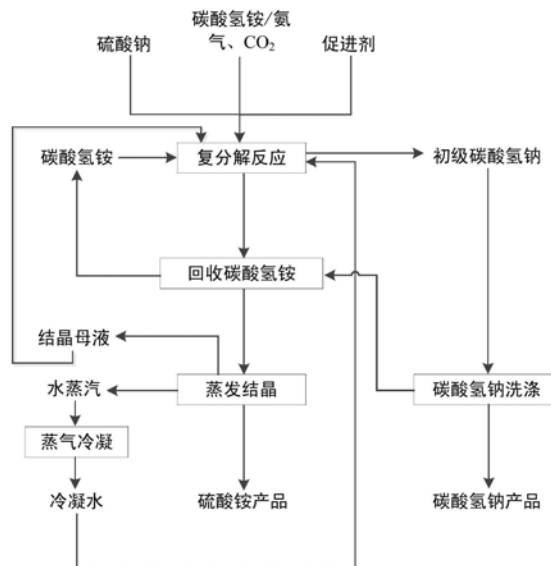 碳酸氢铵/氨
气、CO₂
硫酸钠
促进剂
碳酸氢铵
复分解反应
初级碳酸氢钠
回收碳酸氢铵
结晶母液
水蒸汽
蒸发结晶
碳酸氢钠洗涤
蒸气冷凝
冷凝水
硫酸铵产品
碳酸氢钠产品